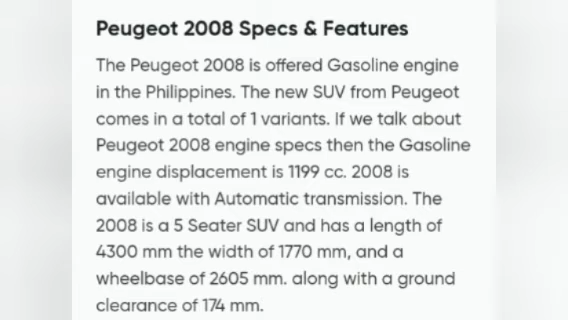 Peugeot 2008 Specs & Features
The Peugeot 2008 is offered Gasoline engine
in the Philippines. The new SUV from Peugeot
comes in a total of 1 variants. If we talk about
Peugeot 2008 engine specs then the Gasoline
engine displacement is 1199 cc. 2008 is
available with Automatic transmission. The
2008 is a 5 Seater SUV and has a length of
4300 mm the width of 1770 mm, and a
wheelbase of 2605 mm. along with a ground
clearance of 174 mm.